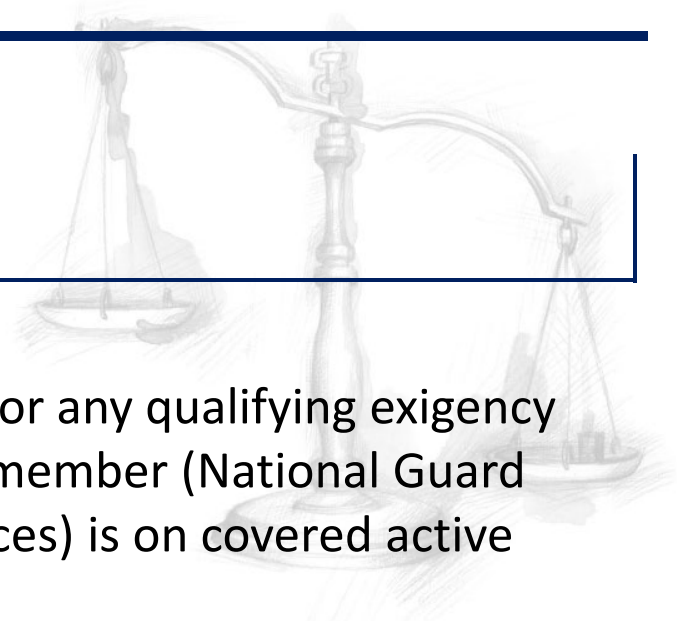 or any qualifying exigency
member (National Guard
ces) is on covered active